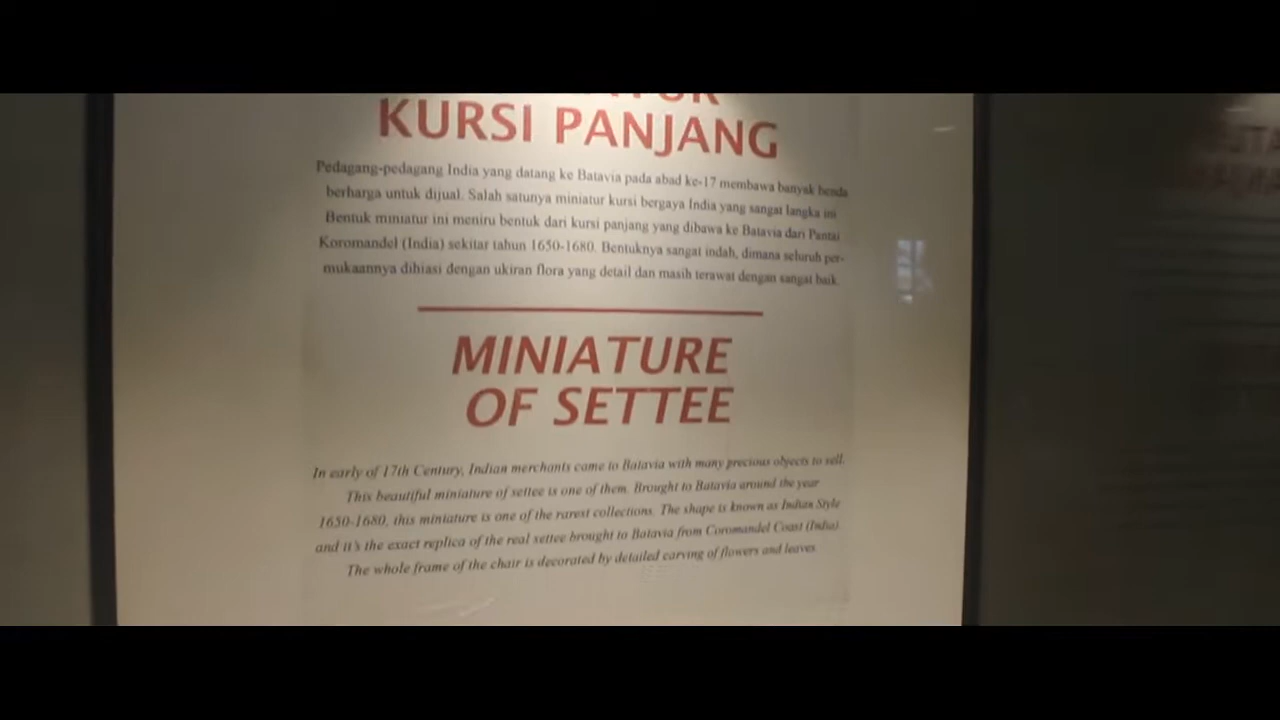 KURSI PANJANG
Pedagang-pedagang India yang datang ke Batavia pada abad ke-17 membawa banyak benda
berharga untuk dijual. Salah satunya miniatur kursi bergaya India yang sangat langka ini
Bentuk miniatur ini meniru bentuk dari kursi panjang yang dibawa ke Batavia dari Pantai
Koromandel (India) sekitar tahun 1650-1680. Bentuknya sangat indah, dimana seluruh per-
mukaannya dihiasi dengan ukiran flora yang detail dan masih terawat dengan sangat baik.
MINIATURE
OF SETTEE
In early of 17th Century, Indian merchants came to Batavia with many precious objects to sell.
This beautiful miniature of settee is one of them. Brought to Batavia around the year
1650-1680, this miniature is one of the rarest collections. The shape is known as Indian Style
and it's the exact replica of the real settee brought to Batavia from Coromandel Coast (India)
The whole frame of the chair is decorated by detailed carving of flowers and leaves